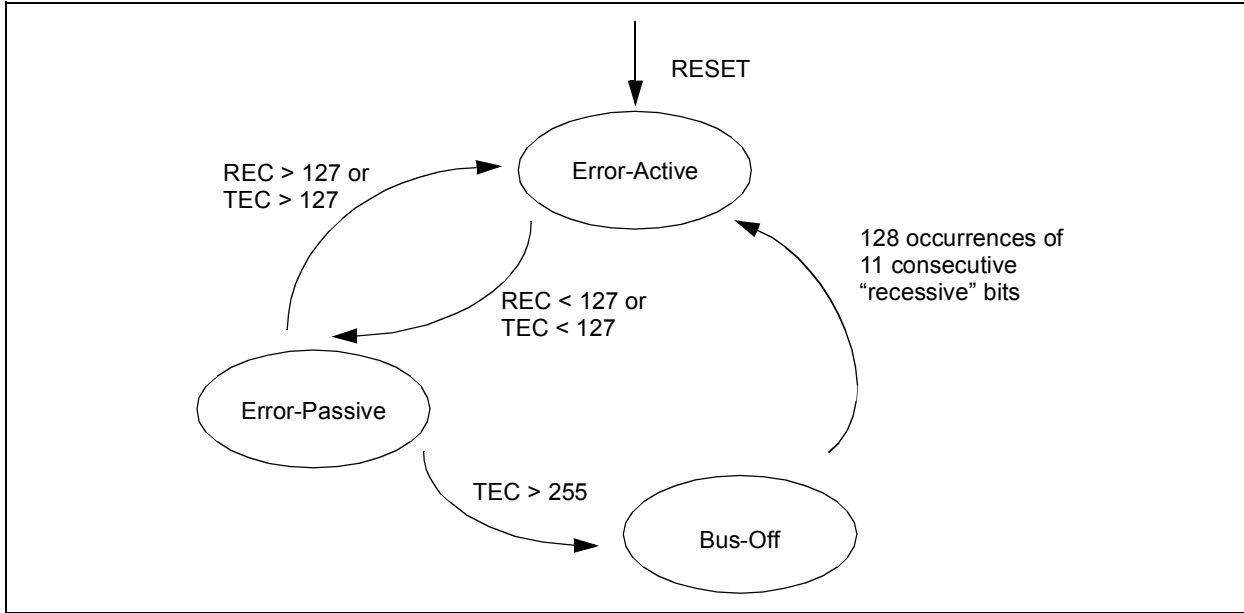 RESET
Error-Active
REC > 127 or
TEC > 127
128 occurrences of
11 consecutive
“recessive” bits
REC < 127 or
TEC < 127
Error-Passive
TEC > 255
Bus-Off